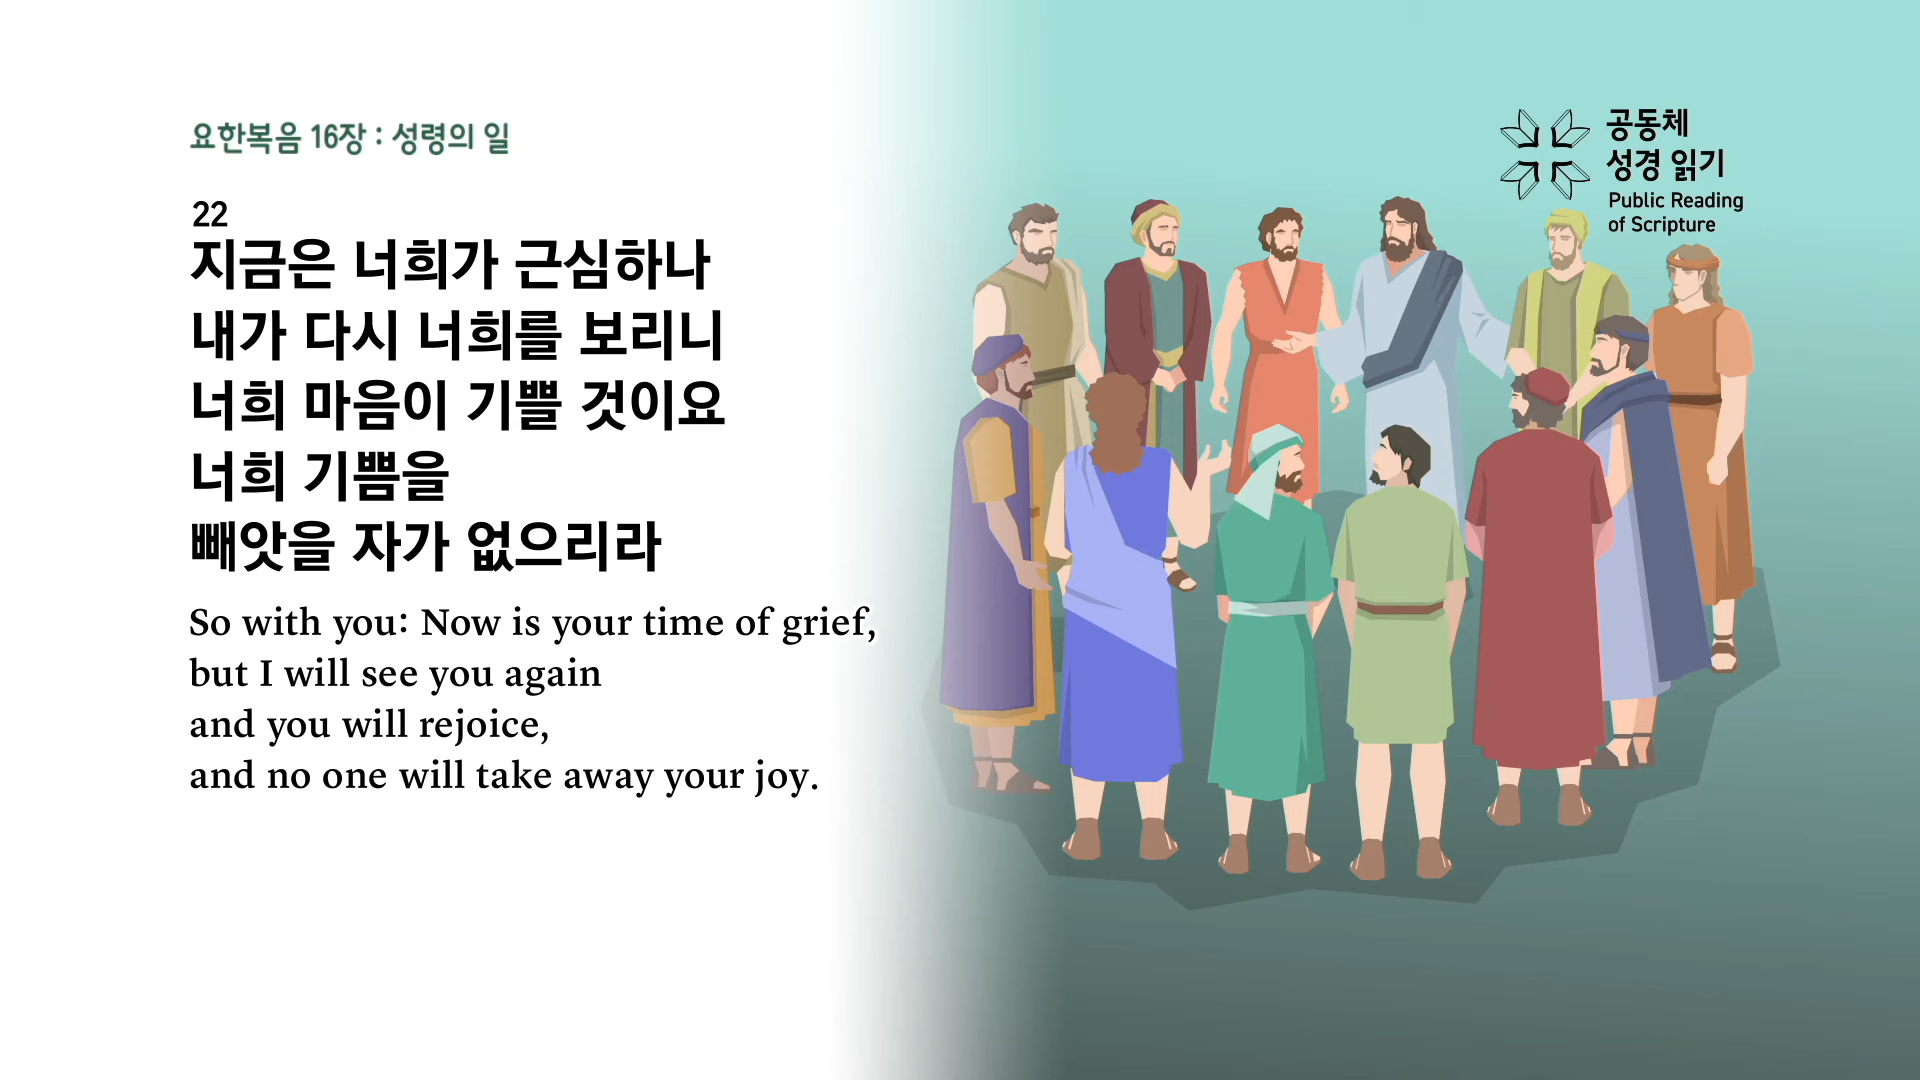 요한복음 16장 : 성령의 일
22
지금은 너희가 근심하나
내가 다시 너희를 보리니
너희 마음이 기쁠 것이요
너희 기쁨을
빼앗을 자가 없으리라
So with you: Now is your time of grief,
but I will see you again
and you will rejoice,
and no one will take away your joy.
공동체
성경 읽기
Public Reading
of Scripture